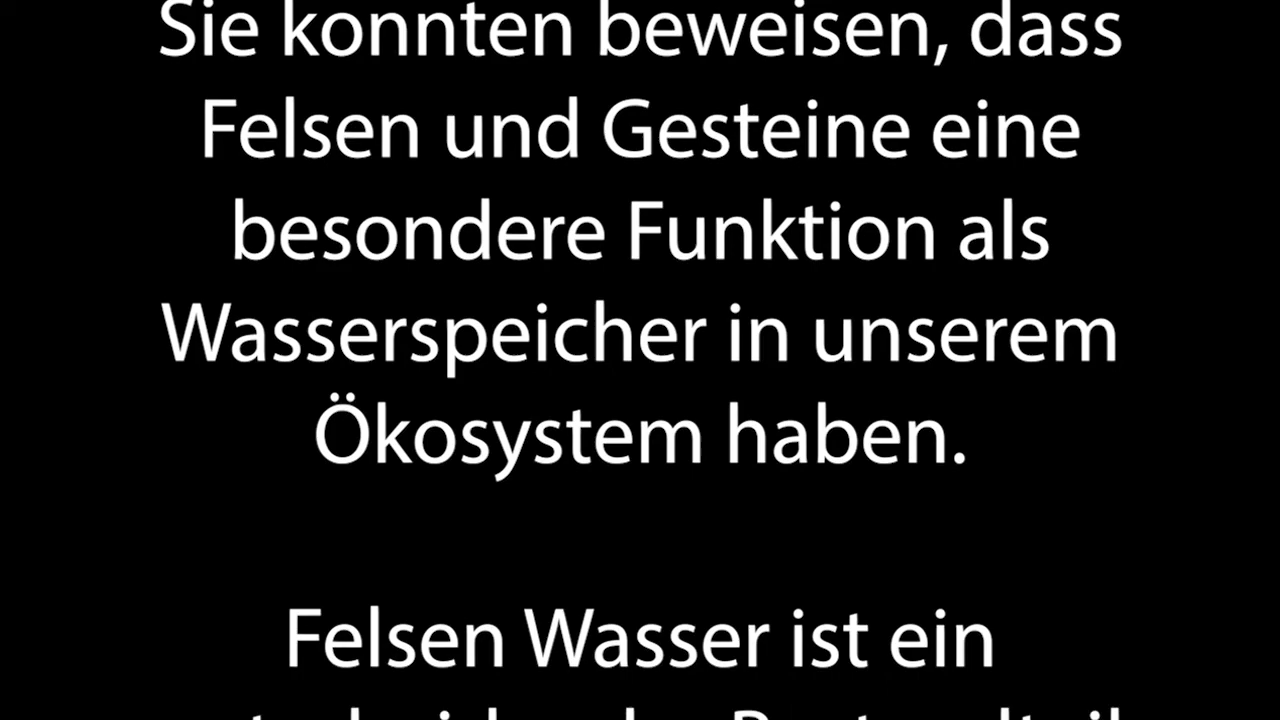 Sie konnten beweisen, dass
Felsen und Gesteine eine
besondere Funktion als
Wasserspeicher in unserem
Ökosystem haben.
Felsen Wasser ist ein